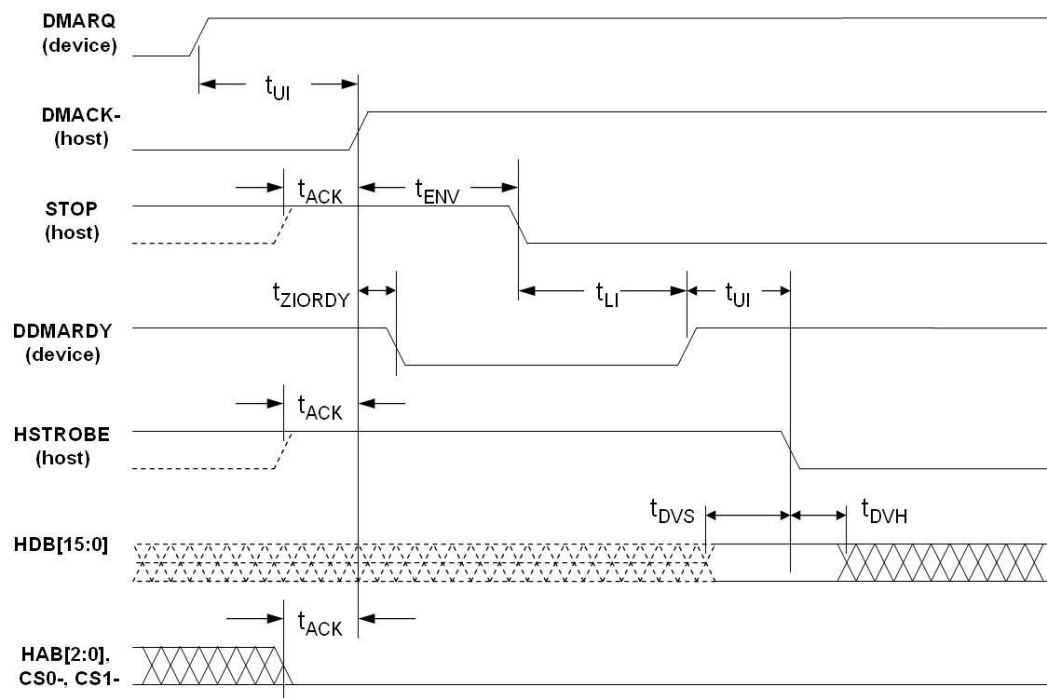 DMARQ
(device)
tUI
DMACK-
(host)
tACK
tENV
STOP
(host)
tZIORDY
tLI
tUI
DDMARDY
(device)
tACK
HSTROBE
(host)
tDVS
tDVH
HDB[15:0]
tACK
HAB[2:0],
CS0-, CS1-